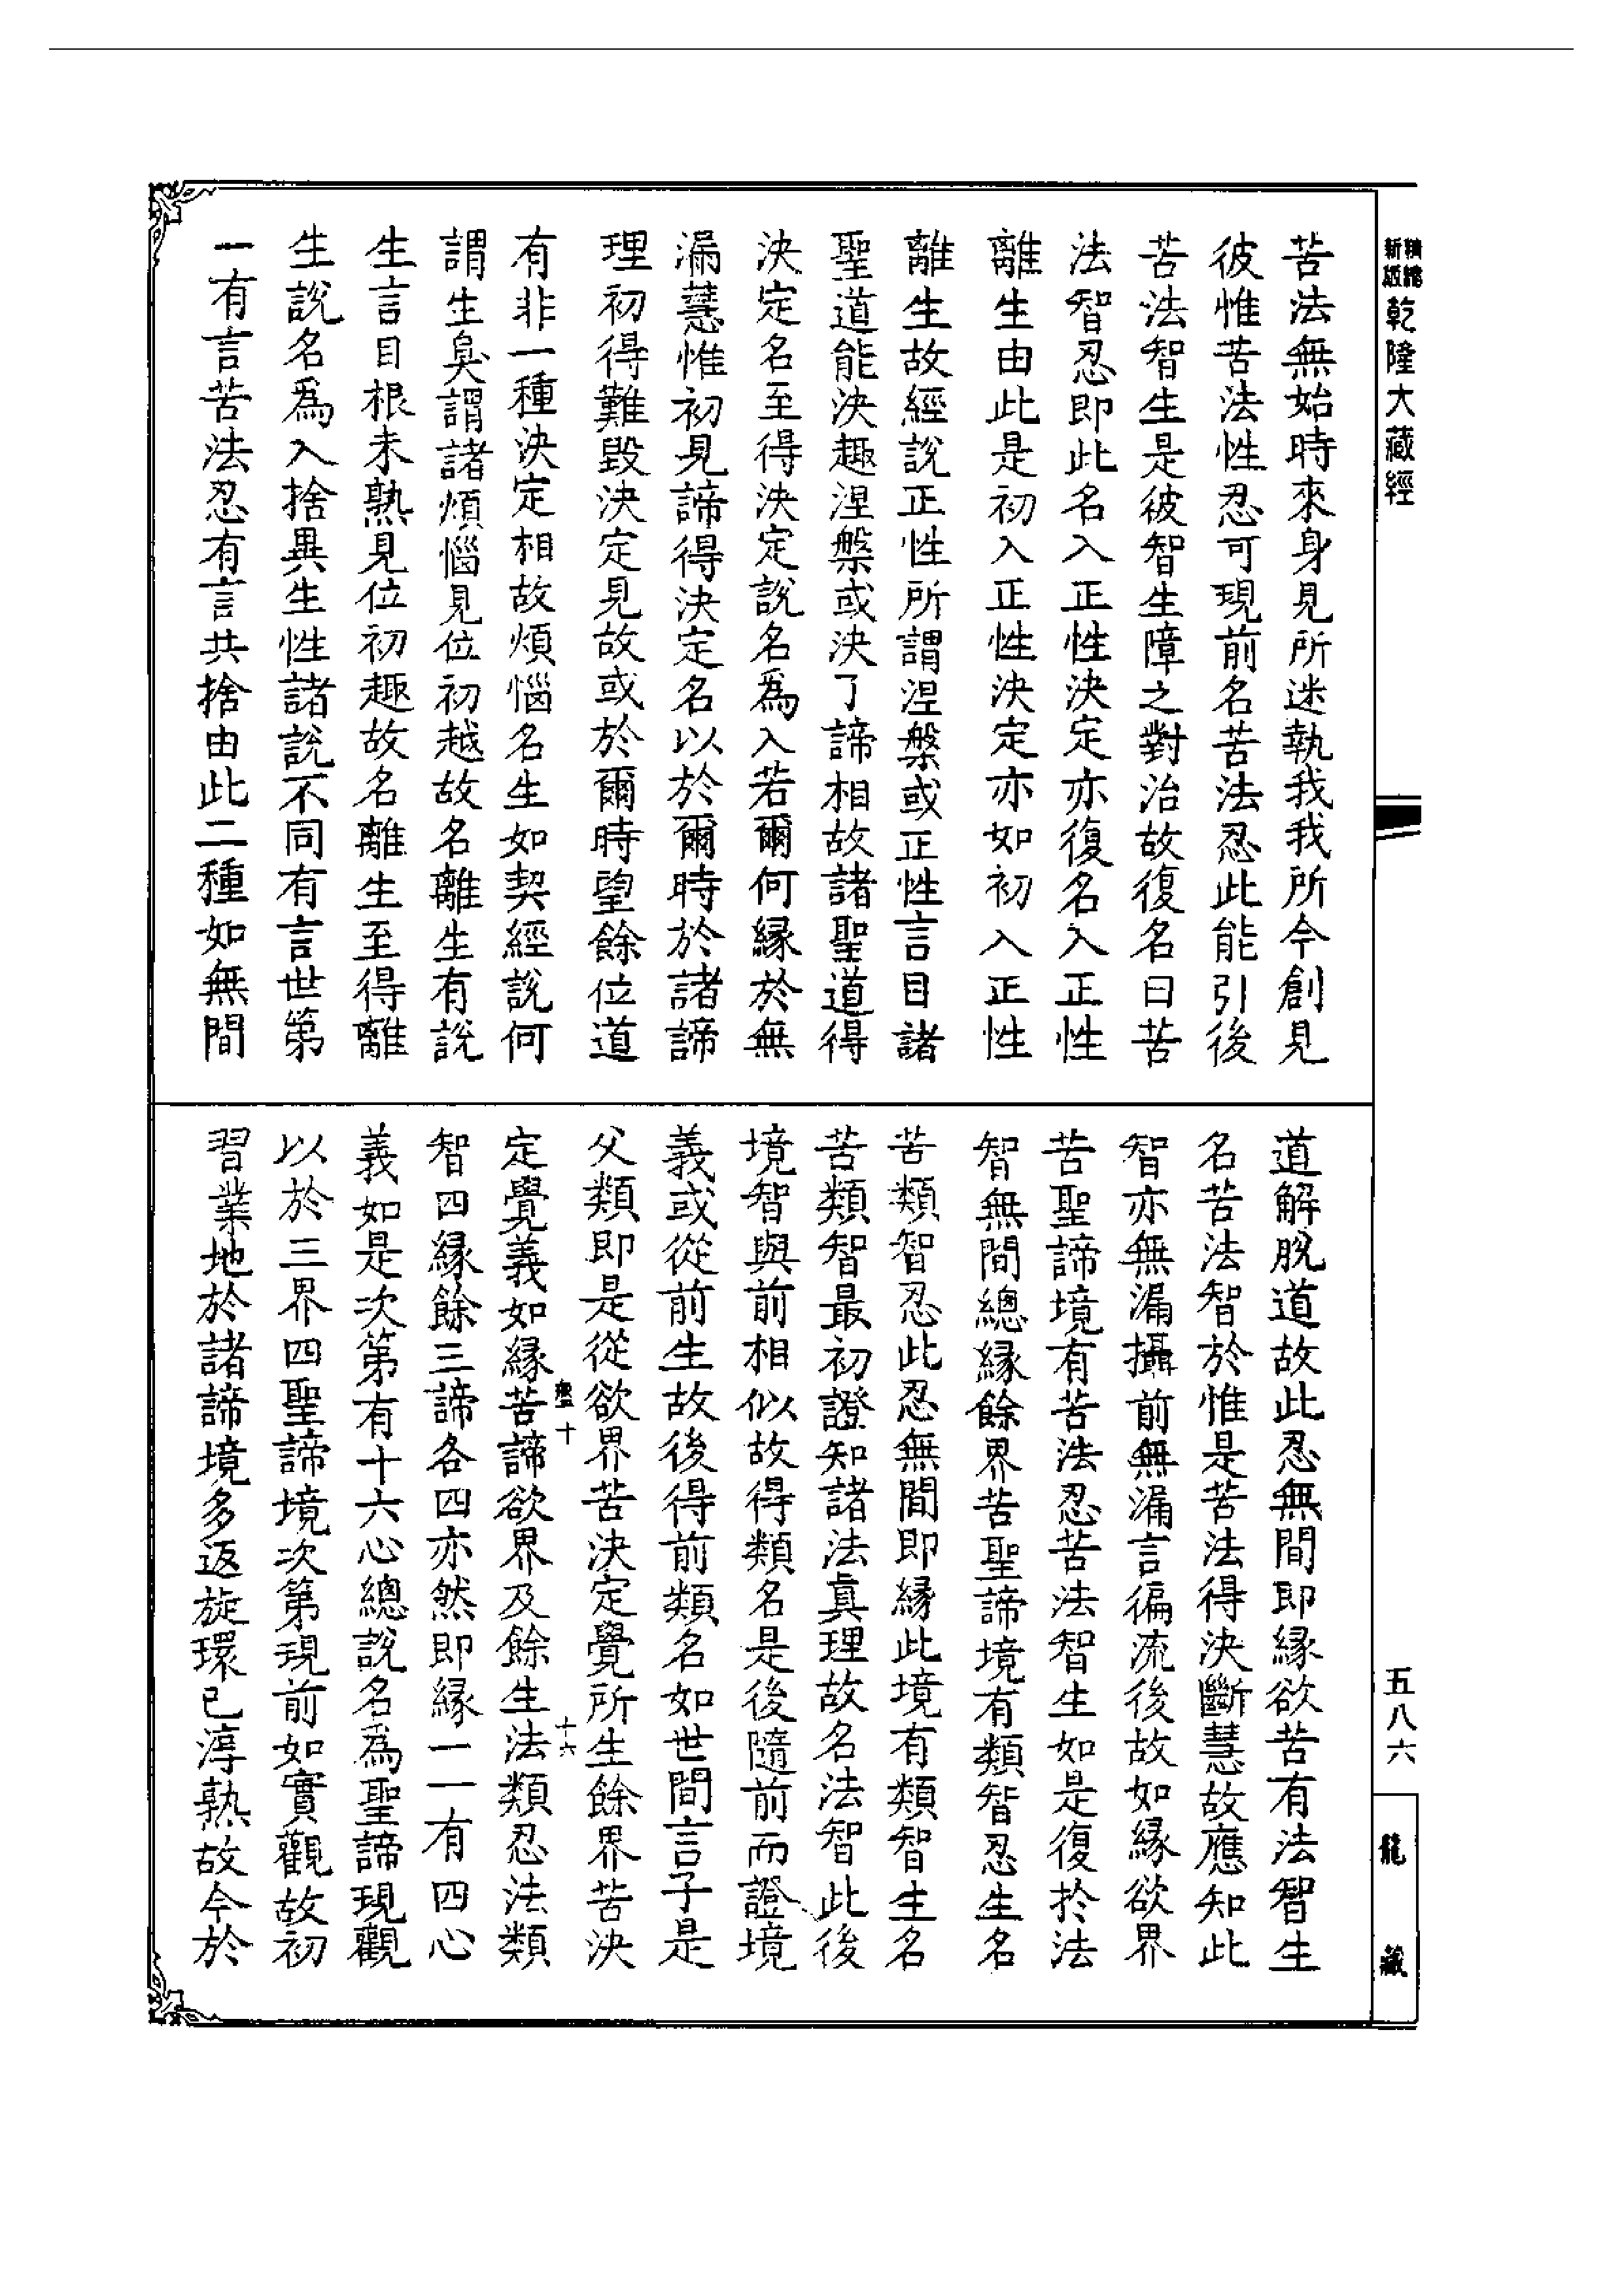 新版精縮乾隆大藏經
苦法無始時來身見所迷執我我所今創見
彼惟苦法性忍可現前名苦法忍此能引後
苦法智生是彼智生障之對治故復名曰苦
法智忍即此名入正性決定亦復名入正性
離生由此是初入正性決定亦如初入正性
離生故經說正性所謂涅槃或正性言目諸
聖道能決趣涅槃或決了諦相故諸聖道得
決定名至得決定說名爲入若爾何緣於無
漏慧惟初見諦得決定名以於爾時於諸諦
理初得難毀決定見故或於爾時望餘位道
有非一種決定相故煩惱名生如契經說何
謂生臭謂諸煩惱見位初越故名離生有說
生言目根未熟見位初趣故名離生至得離
生說名爲入捨異生性諸說不同有言世第
一有言苦法忍有言共捨由此二種如無間
道解脫道故此忍無間即緣欲苦有法智生
名苦法智於惟是苦法得決斷慧故應知此
智亦無漏攝前無漏言徧流後故如緣欲界
苦聖諦境有苦法忍苦法智生如是復於法
智無間總緣餘界苦聖諦境有類智忍生名
苦類智忍此忍無間即緣此境有類智生名
苦類智最初證知諸法真理故名法智此後
境智與前相似故得類名是後隨前而證境
義或從前生故後得前類名如世間言子是
父類即是從欲界苦決定覺所生餘界苦決
定覺義如緣苦諦欲界及餘生法類忍法類
智四緣餘三諦各四亦然即緣一一有四心
義如是次第有十六心總說名爲聖諦現觀
以於三界四聖諦境次第現前如實觀故初
習業地於諸諦境多返旋環已淳熟故今於
十
十六
五八六
龍藏